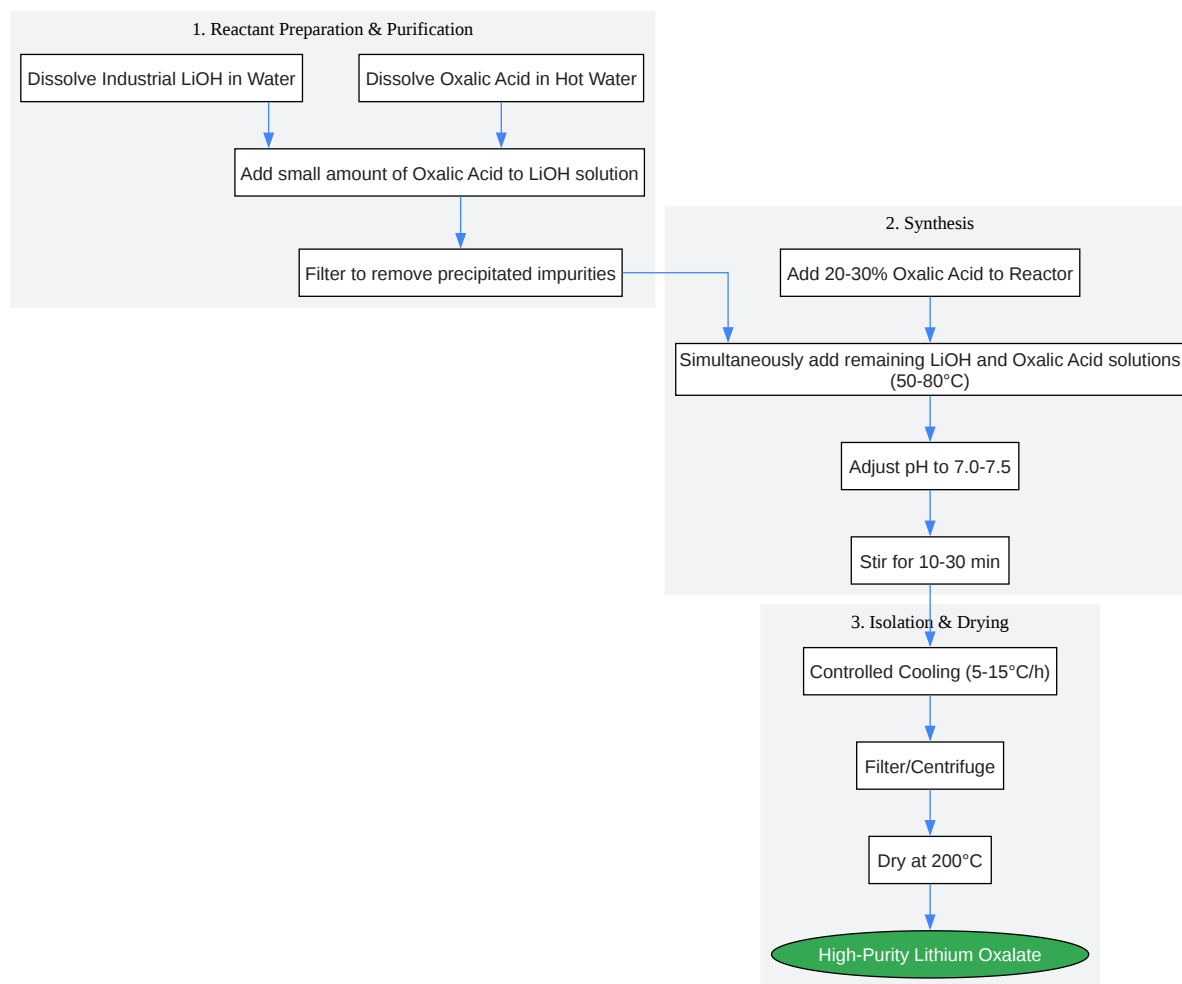 1. Reactant Preparation & Purification
Dissolve Industrial LiOH in Water
Dissolve Oxalic Acid in Hot Water
Add small amount of Oxalic Acid to LiOH solution
Filter to remove precipitated impurities
2. Synthesis
Add 20-30% Oxalic Acid to Reactor
Simultaneously add remaining LiOH and Oxalic Acid solutions
(50-80°C)
Adjust pH to 7.0-7.5
Stir for 10-30 min
3. Isolation & Drying
Controlled Cooling (5-15°C/h)
Filter/Centrifuge
Dry at 200°C
High-Purity Lithium Oxalate